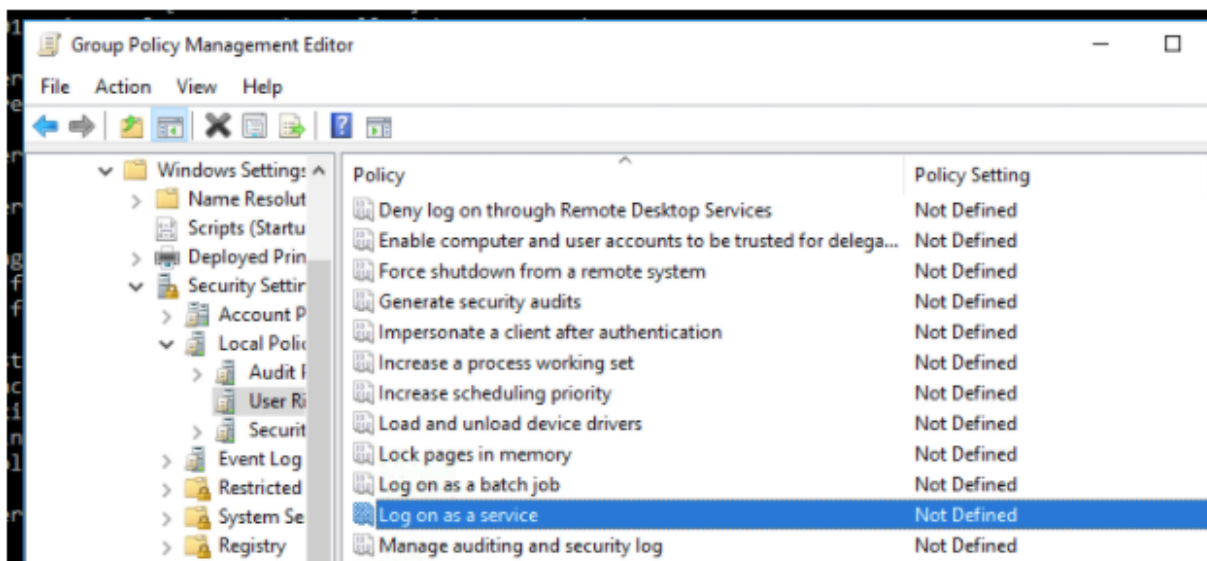 Group Policy Management Editor
File Action View Help
Windows Settings
Name Resolut
Scripts (Startu
Deployed Prin
Security Settin
Account P
Local Polic
Audit P
User Ri
Securit
Event Log
Restricted
System Se
Registry
Policy Policy Setting
Deny log on through Remote Desktop Services Not Defined
Enable computer and user accounts to be trusted for delega... Not Defined
Force shutdown from a remote system Not Defined
Generate security audits Not Defined
Impersonate a client after authentication Not Defined
Increase a process working set Not Defined
Increase scheduling priority Not Defined
Load and unload device drivers Not Defined
Lock pages in memory Not Defined
Log on as a batch job Not Defined
Log on as a service Not Defined
Manage auditing and security log Not Defined